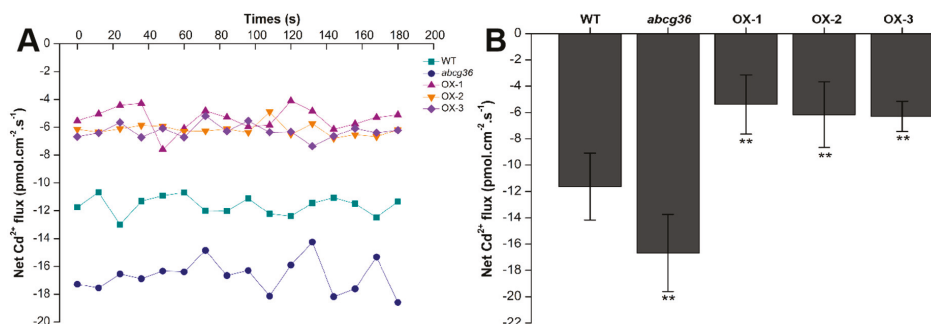 A
Times (s)
0 20 40 60 80 100 120 140 160 180 200
Net Cd²⁺ flux (pmol.cm⁻².s⁻¹)
0
-2
-4
-6
-8
-10
-12
-14
-16
-18
-20
WT
abcg36
OX-1
OX-2
OX-3
B
WT abcg36 OX-1 OX-2 OX-3
Net Cd²⁺ flux (pmol.cm⁻².s⁻¹)
0
-2
-4
-6
-8
-10
-12
-14
-16
-18
-20
-22
**
**
**
**